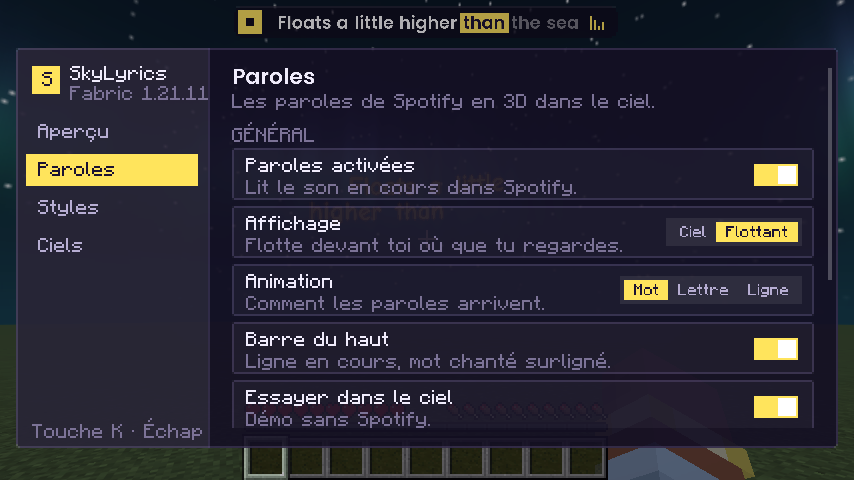 Floats a little higher than the sea
S
SkyLyrics
Fabric 1.21.11
Aperçu
Paroles
Styles
Ciels
Touche K · Échap
Paroles
Les paroles de Spotify en 3D dans le ciel.
GÉNÉRAL
Paroles activées
Lit le son en cours dans Spotify.
Affichage
Flotte devant toi où que tu regardes.
Ciel Flottant
Animation
Comment les paroles arrivent.
Mot Lettre Ligne
Barre du haut
Ligne en cours, mot chanté surligné.
Essayer dans le ciel
Démo sans Spotify.
little
higher than